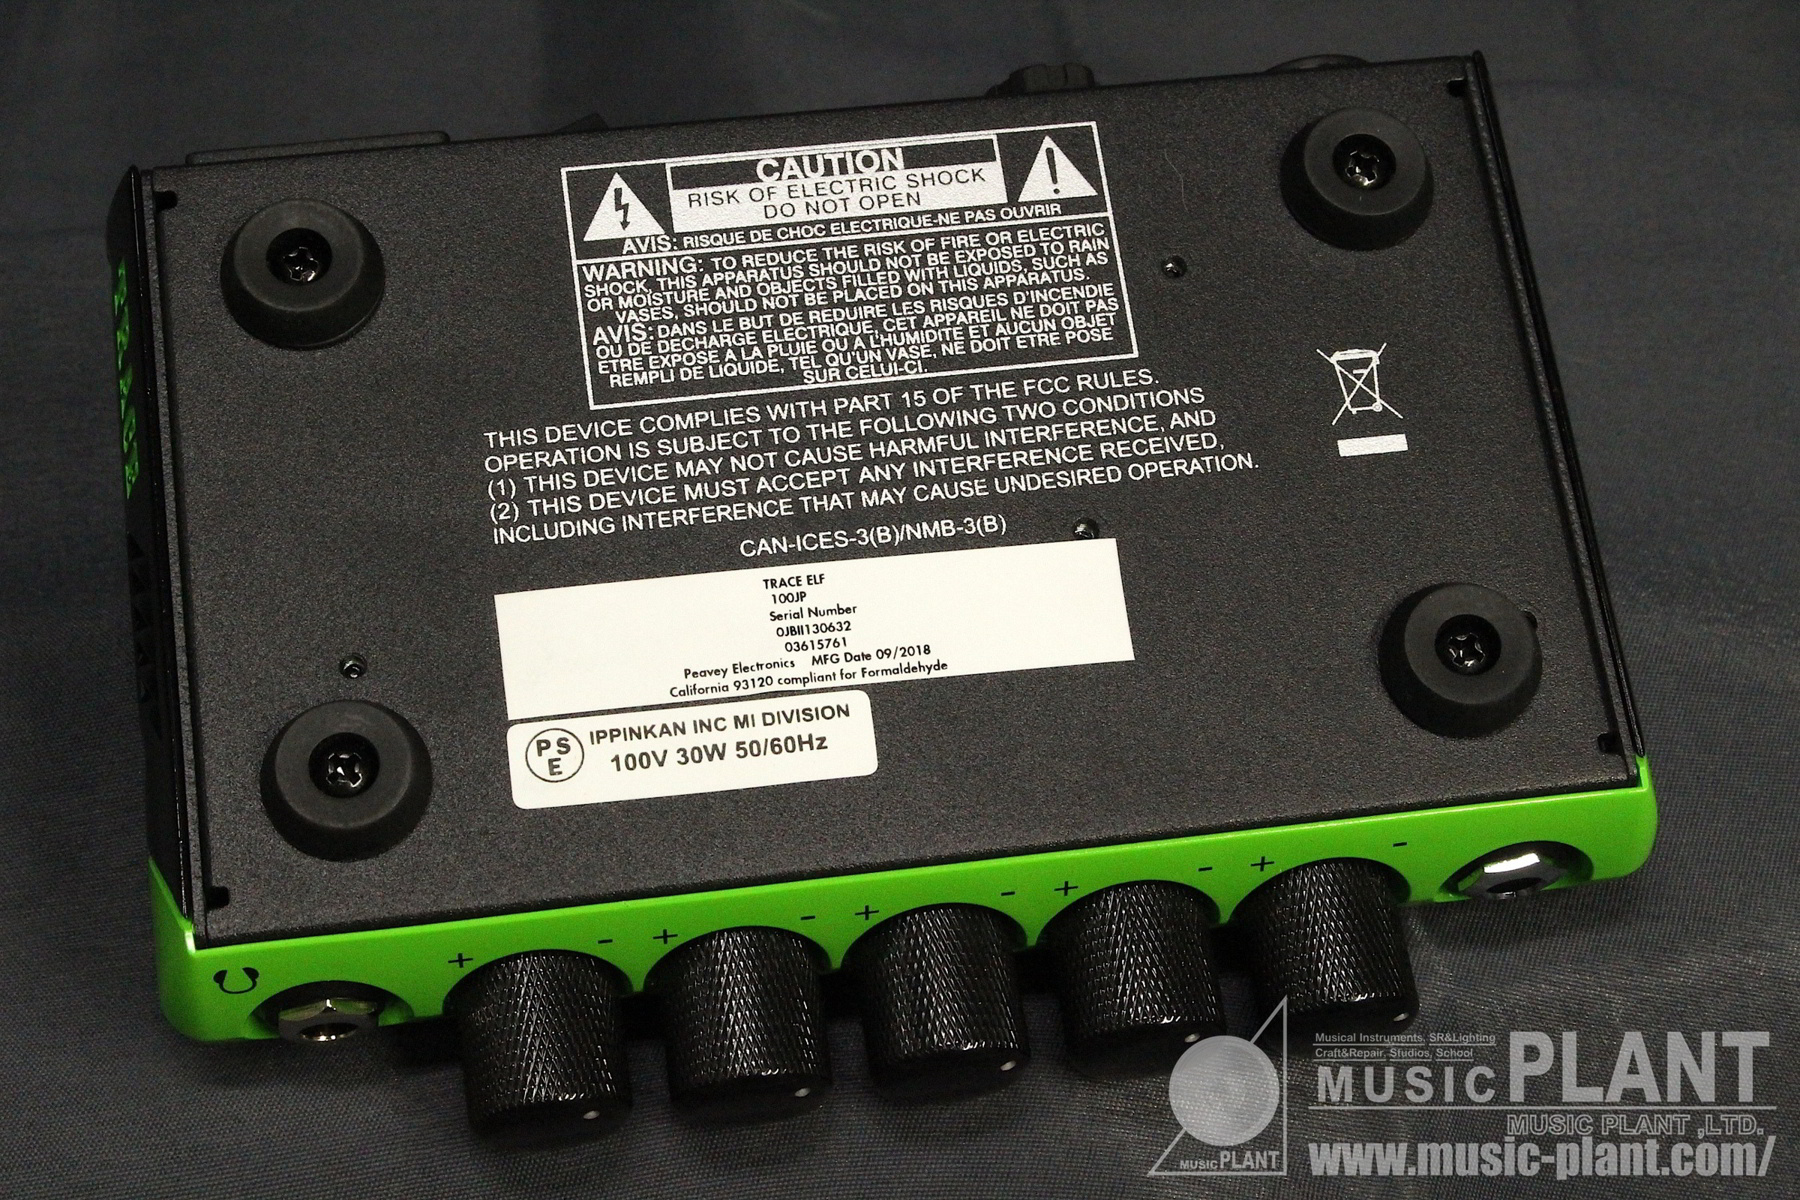 CAUTION
RISK OF ELECTRIC SHOCK
DO NOT OPEN
AVIS: RISQUE DE CHOC ELECTRIQUE-NE PAS OUVRIR
WARNING: TO REDUCE THE RISK OF FIRE OR ELECTRIC
SHOCK, THIS APPARATUS SHOULD NOT BE EXPOSED TO RAIN
OR MOISTURE AND OBJECTS FILLED WITH LIQUIDS, SUCH AS
VASES, SHOULD NOT BE PLACED ON THIS APPARATUS.
AVIS: DANS LE BUT DE REDUIRE LES RISQUES D'INCENDIE
OU DE DECHARGE ELECTRIQUE, CET APPAREIL NE DOIT PAS
ETRE EXPOSE A LA PLUIE OU A L'HUMIDITE ET AUCUN OBJET
REMPLI DE LIQUIDE, TEL QU'UN VASE, NE DOIT ETRE POSE
SUR CELUI-CI.
THIS DEVICE COMPLIES WITH PART 15 OF THE FCC RULES.
OPERATION IS SUBJECT TO THE FOLLOWING TWO CONDITIONS
(1) THIS DEVICE MAY NOT CAUSE HARMFUL INTERFERENCE, AND
(2) THIS DEVICE MUST ACCEPT ANY INTERFERENCE RECEIVED,
INCLUDING INTERFERENCE THAT MAY CAUSE UNDESIRED OPERATION.
CAN-ICES-3(B)/NMB-3(B)
TRACE ELF
100JP
Serial Number
0JBII130632
03615761
Peavey Electronics MFG Date 09/2018
California 93120 compliant for Formaldehyde
PSE
IPPINKAN INC MI DIVISION
100V 30W 50/60Hz
TRACE
+ - + - + - + - + -
Musical Instruments, SR&Lighting
Craft&Repair, Studios, School
MUSIC PLANT
MUSIC PLANT ,LTD.
MUSIC PLANT
www.music-plant.com/